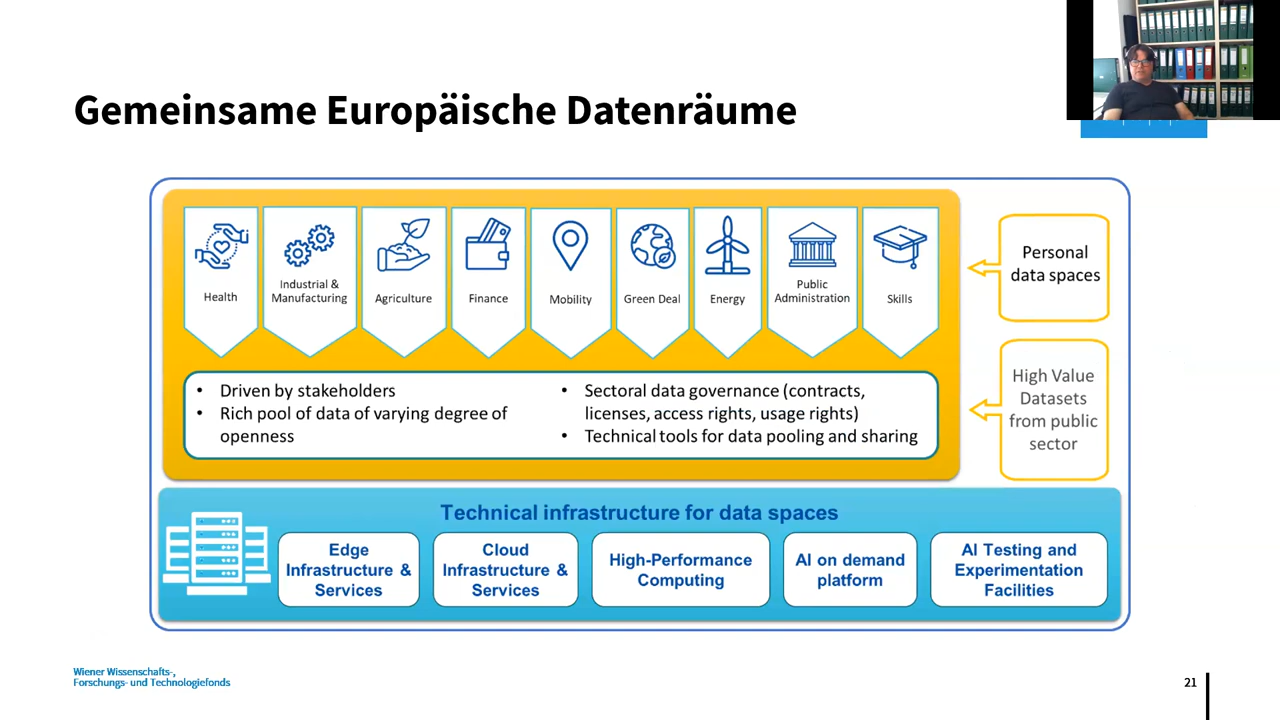 Gemeinsame Europäische Datenräume
Health
Industrial &
Manufacturing
Agriculture
Finance
Mobility
Green Deal
Energy
Public
Administration
Skills
Personal
data spaces
• Driven by stakeholders
• Rich pool of data of varying degree of
openness
• Sectoral data governance (contracts,
licenses, access rights, usage rights)
• Technical tools for data pooling and sharing
High Value
Datasets
from public
sector
Technical infrastructure for data spaces
Edge
Infrastructure &
Services
Cloud
Infrastructure &
Services
High-Performance
Computing
AI on demand
platform
AI Testing and
Experimentation
Facilities
Wiener Wissenschafts-,
Forschungs- und Technologiefonds
21